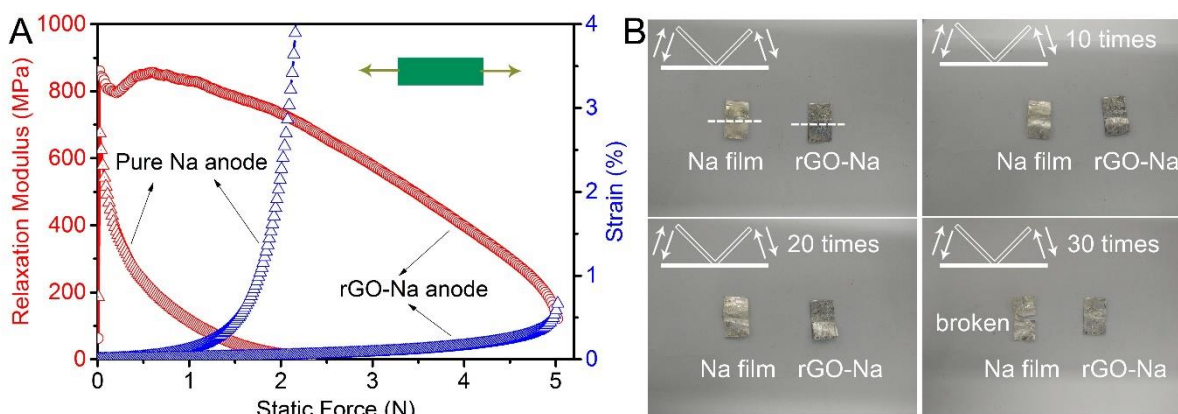 A
Relaxation Modulus (MPa)
1000
800
600
400
200
0
0
1
2
3
4
5
Static Force (N)
4
3
2
1
0
Strain (%)
Pure Na anode
rGO-Na anode
B
Na film
rGO-Na
10 times
Na film
rGO-Na
20 times
Na film
rGO-Na
30 times
broken
Na film
rGO-Na